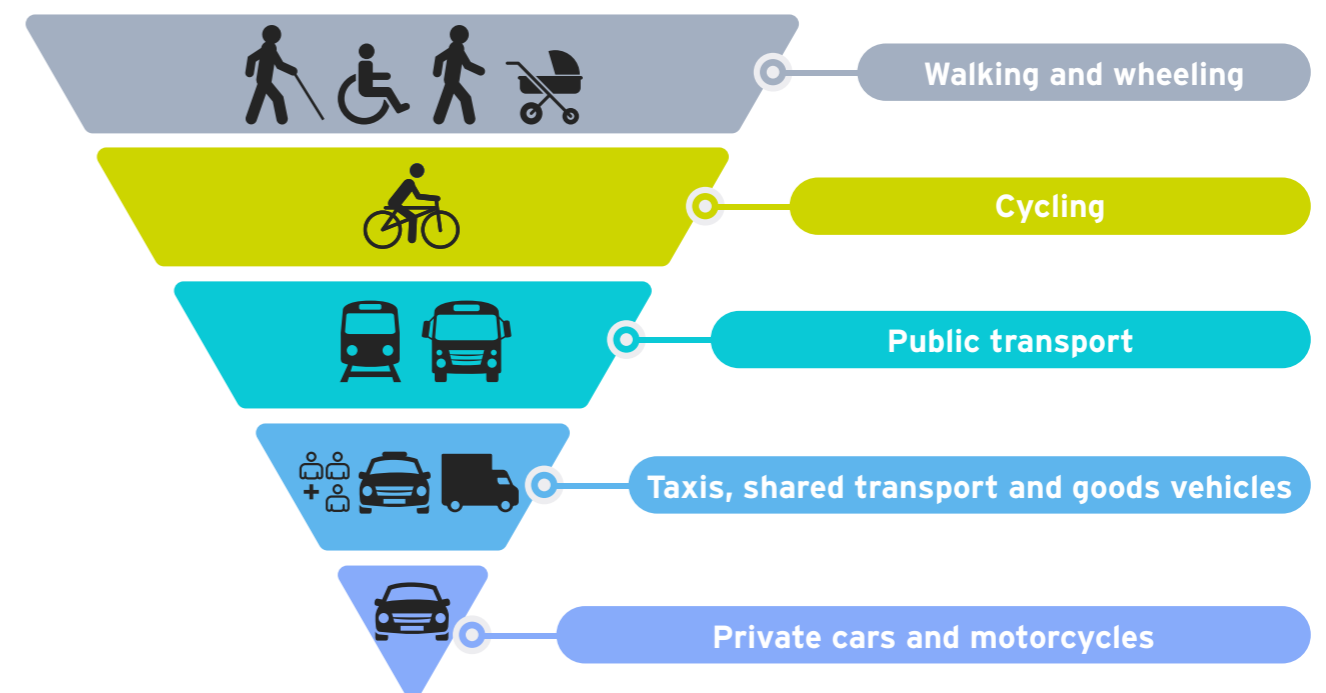 Walking and wheeling
Cycling
Public transport
Taxis, shared transport and goods vehicles
Private cars and motorcycles